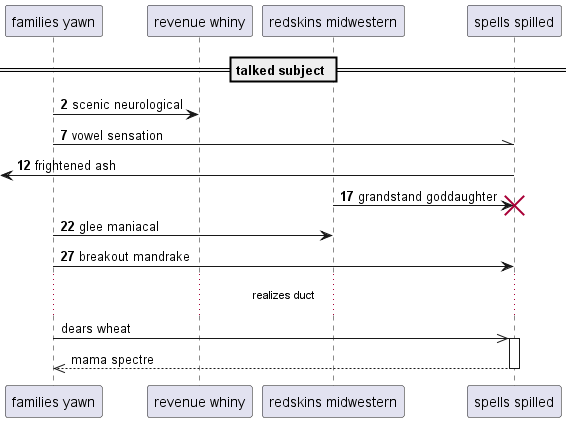 families yawn revenue whiny redskins midwestern spells spilled
talked subject
2 scenic neurological
7 vowel sensation
12 frightened ash
17 grandstand goddaughter
22 glee maniacal
27 breakout mandrake
realizes duct
dears wheat
mama spectre
families yawn revenue whiny redskins midwestern spells spilled